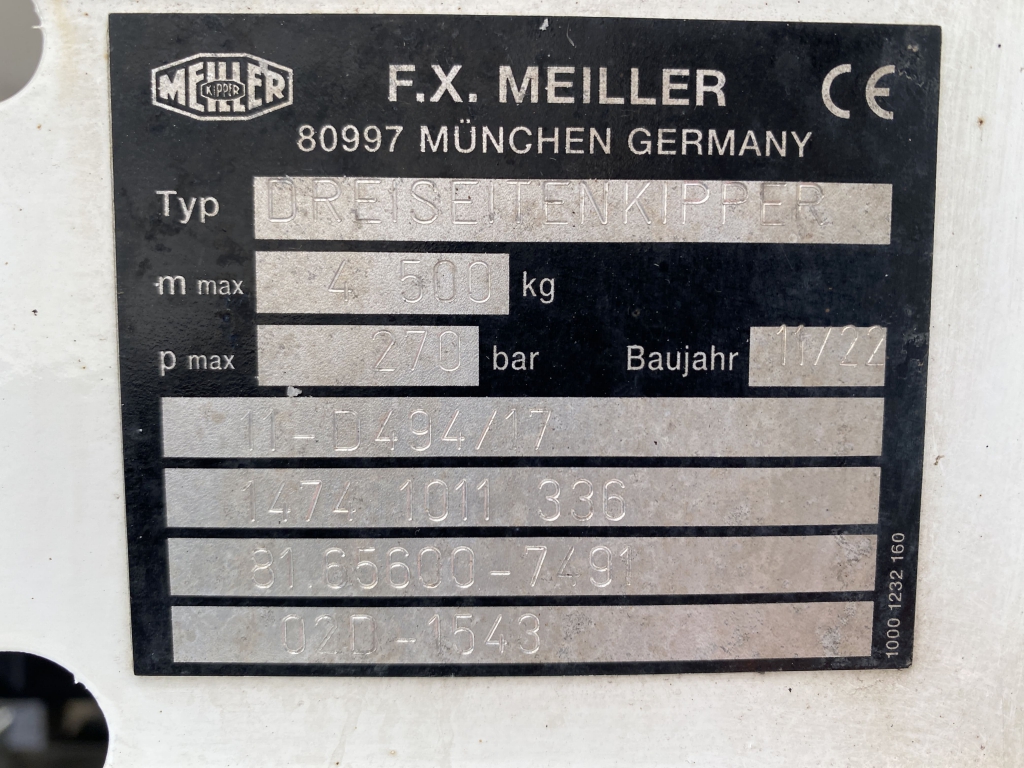 MEILLER
KIPPER
F.X. MEILLER
CE
80997 MÜNCHEN GERMANY
Typ DREISEITENKIPPER
m max 4 500 kg
p max 270 bar Baujahr 11/22
11-D494/17
1474 1011 336
81.65600-7491
02D-1543
1000 1232 160